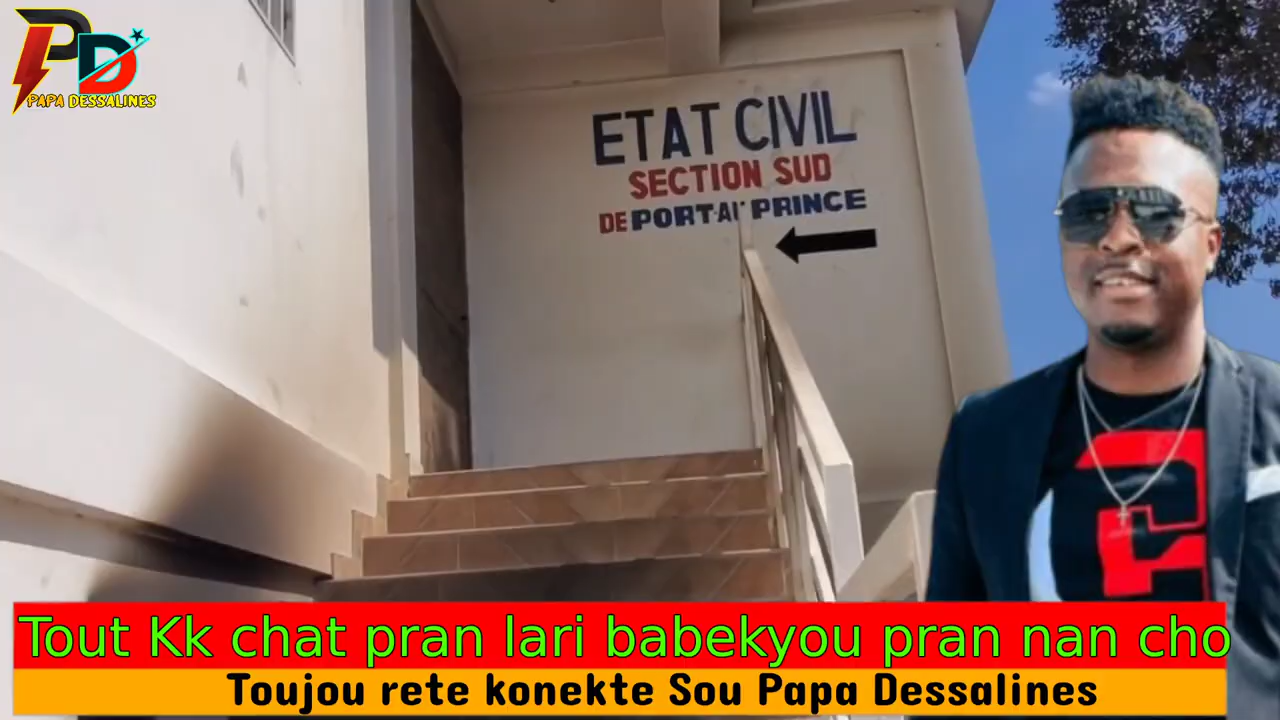 PD
PAPA DESSALINES
ETAT CIVIL
SECTION SUD
DE PORT-AU PRINCE
Tout Kk chat pran lari babekyou pran nan cho
Toujou rete konekte Sou Papa Dessalines